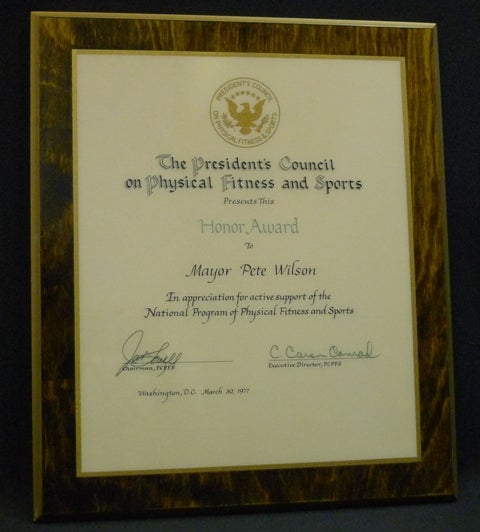 PRESIDENT'S COUNCIL
ON PHYSICAL FITNESS & SPORTS
The President's Council
on Physical Fitness and Sports
Presents This
Honor Award
To
Mayor Pete Wilson
In appreciation for active support of the
National Program of Physical Fitness and Sports
C. Carson Conrad
Chairman, PCPFS
Executive Director, PCPFS
Washington, D.C. March 30, 1977